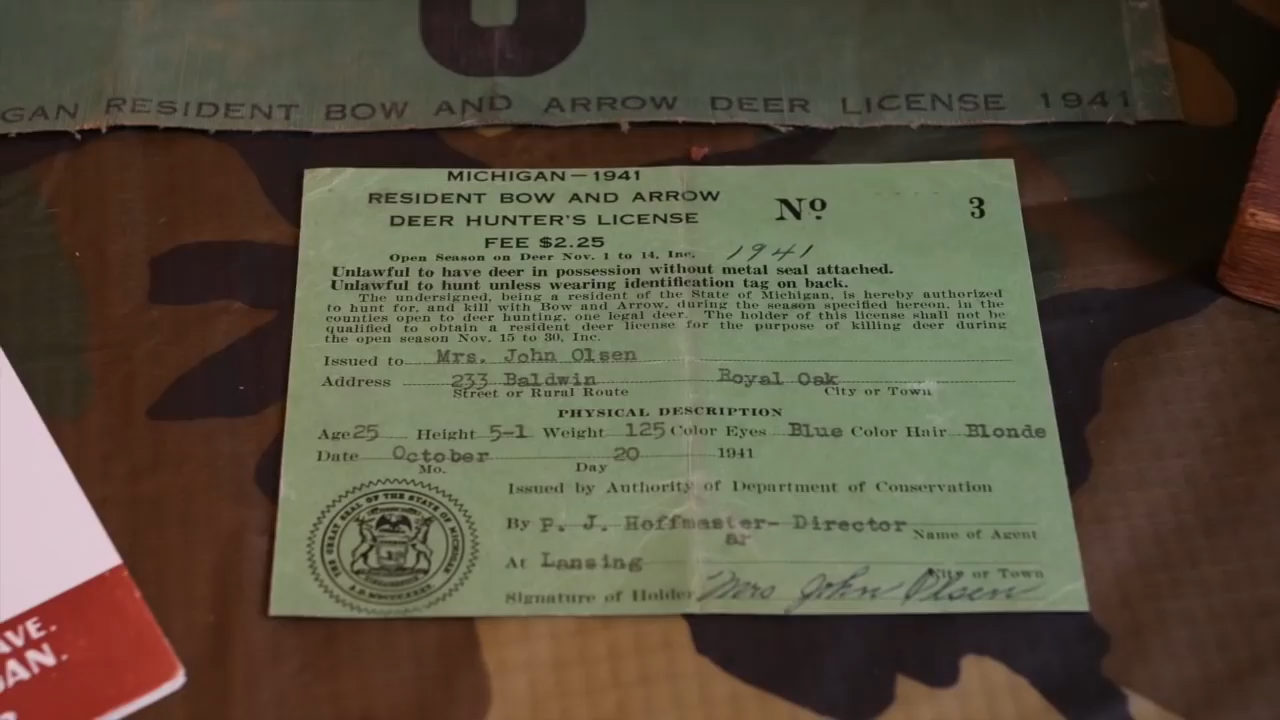 GAN RESIDENT BOW AND ARROW DEER LICENSE 1941
MICHIGAN—1941
RESIDENT BOW AND ARROW
DEER HUNTER'S LICENSE
Nº 3
FEE $2.25
Open Season on Deer Nov. 1 to 14, Inc. 1941
Unlawful to have deer in possession without metal seal attached.
Unlawful to hunt unless wearing identification tag on back.
The undersigned, being a resident of the State of Michigan, is hereby authorized
to hunt for, and kill with Bow and Arrow, during the season specified hereon, in the
counties open to deer hunting, one legal deer. The holder of this license shall not be
qualified to obtain a resident deer license for the purpose of killing deer during
the open season Nov. 15 to 30, Inc.
Issued to Mrs. John Olsen
Address 233 Baldwin Royal Oak
Street or Rural Route City or Town
PHYSICAL DESCRIPTION
Age 25 Height 5-1 Weight 125 Color Eyes Blue Color Hair Blonde
Date October 20 1941
Mo. Day
Issued by Authority of Department of Conservation
By P. J. Hoffmaster- Director
Name of Agent
ar
At Lansing
City or Town
Signature of Holder Mrs John Olsen
THE GREAT SEAL OF THE STATE OF MICHIGAN
AVE.
GAN.